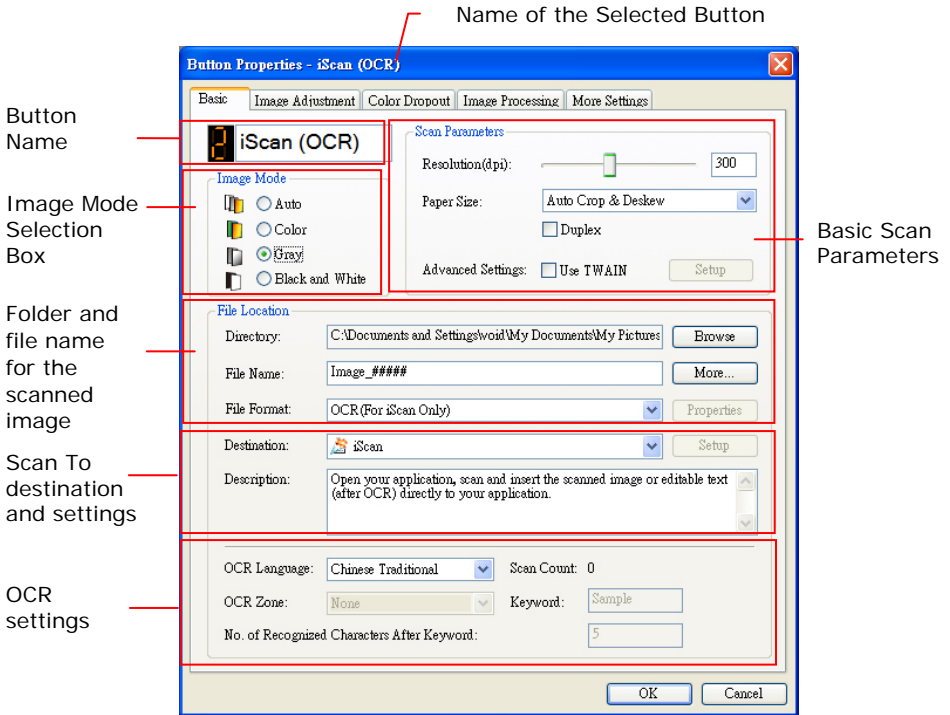 Name of the Selected Button
Button Properties - iScan (OCR)
Basic Image Adjustment Color Dropout Image Processing More Settings
Button
Name
2 iScan (OCR)
Scan Parameters
Resolution(dpi): 300
Paper Size: Auto Crop & Deskew
Duplex
Advanced Settings: Use TWAIN Setup
Basic Scan
Parameters
Image Mode
Selection
Box
Image Mode
Auto
Color
Gray
Black and White
Folder and
file name
for the
scanned
image
File Location
Directory: C:\Documents and Settings\void\My Documents\My Pictures Browse
File Name: Image_##### More...
File Format: OCR(For iScan Only) Properties
Scan To
destination
and settings
Destination: iScan Setup
Description: Open your application, scan and insert the scanned image or editable text
(after OCR) directly to your application.
OCR
settings
OCR Language: Chinese Traditional Scan Count: 0
OCR Zone: None Keyword: Sample
No. of Recognized Characters After Keyword: 5
OK Cancel